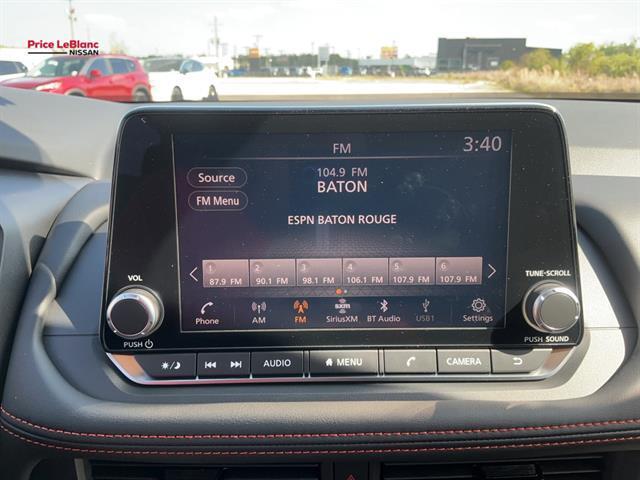 Price LeBlanc
NISSAN
FM
3:40
Source
104.9 FM
BATON
FM Menu
ESPN BATON ROUGE
1 2 3 4 5 6
87.9 FM 90.1 FM 98.1 FM 106.1 FM 107.9 FM 107.9 FM
VOL
TUNE·SCROLL
sxm
Phone AM FM SiriusXM BT Audio USB1 Settings
PUSH
PUSH SOUND
AUDIO MENU CAMERA